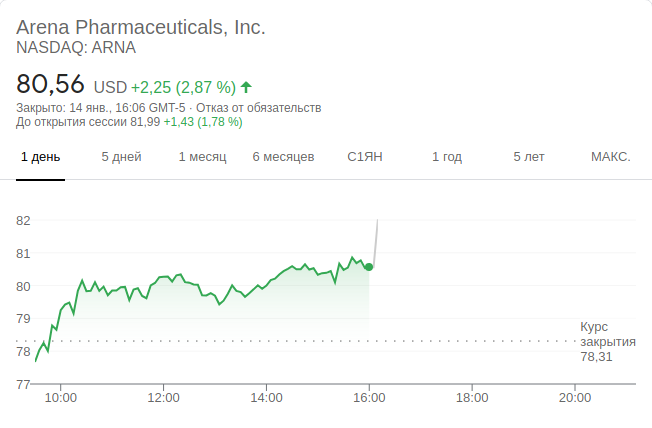 Arena Pharmaceuticals, Inc.
NASDAQ: ARNA
80,56 USD +2,25 (2,87 %)
Закрыто: 14 янв., 16:06 GMT-5 · Отказ от обязательств
До открытия сессии 81,99 +1,43 (1,78 %)
1 день 5 дней 1 месяц 6 месяцев С1ЯН 1 год 5 лет МАКС.
82
81
80
79
Курс
закрытия
78
78,31
77
10:00 12:00 14:00 16:00 18:00 20:00